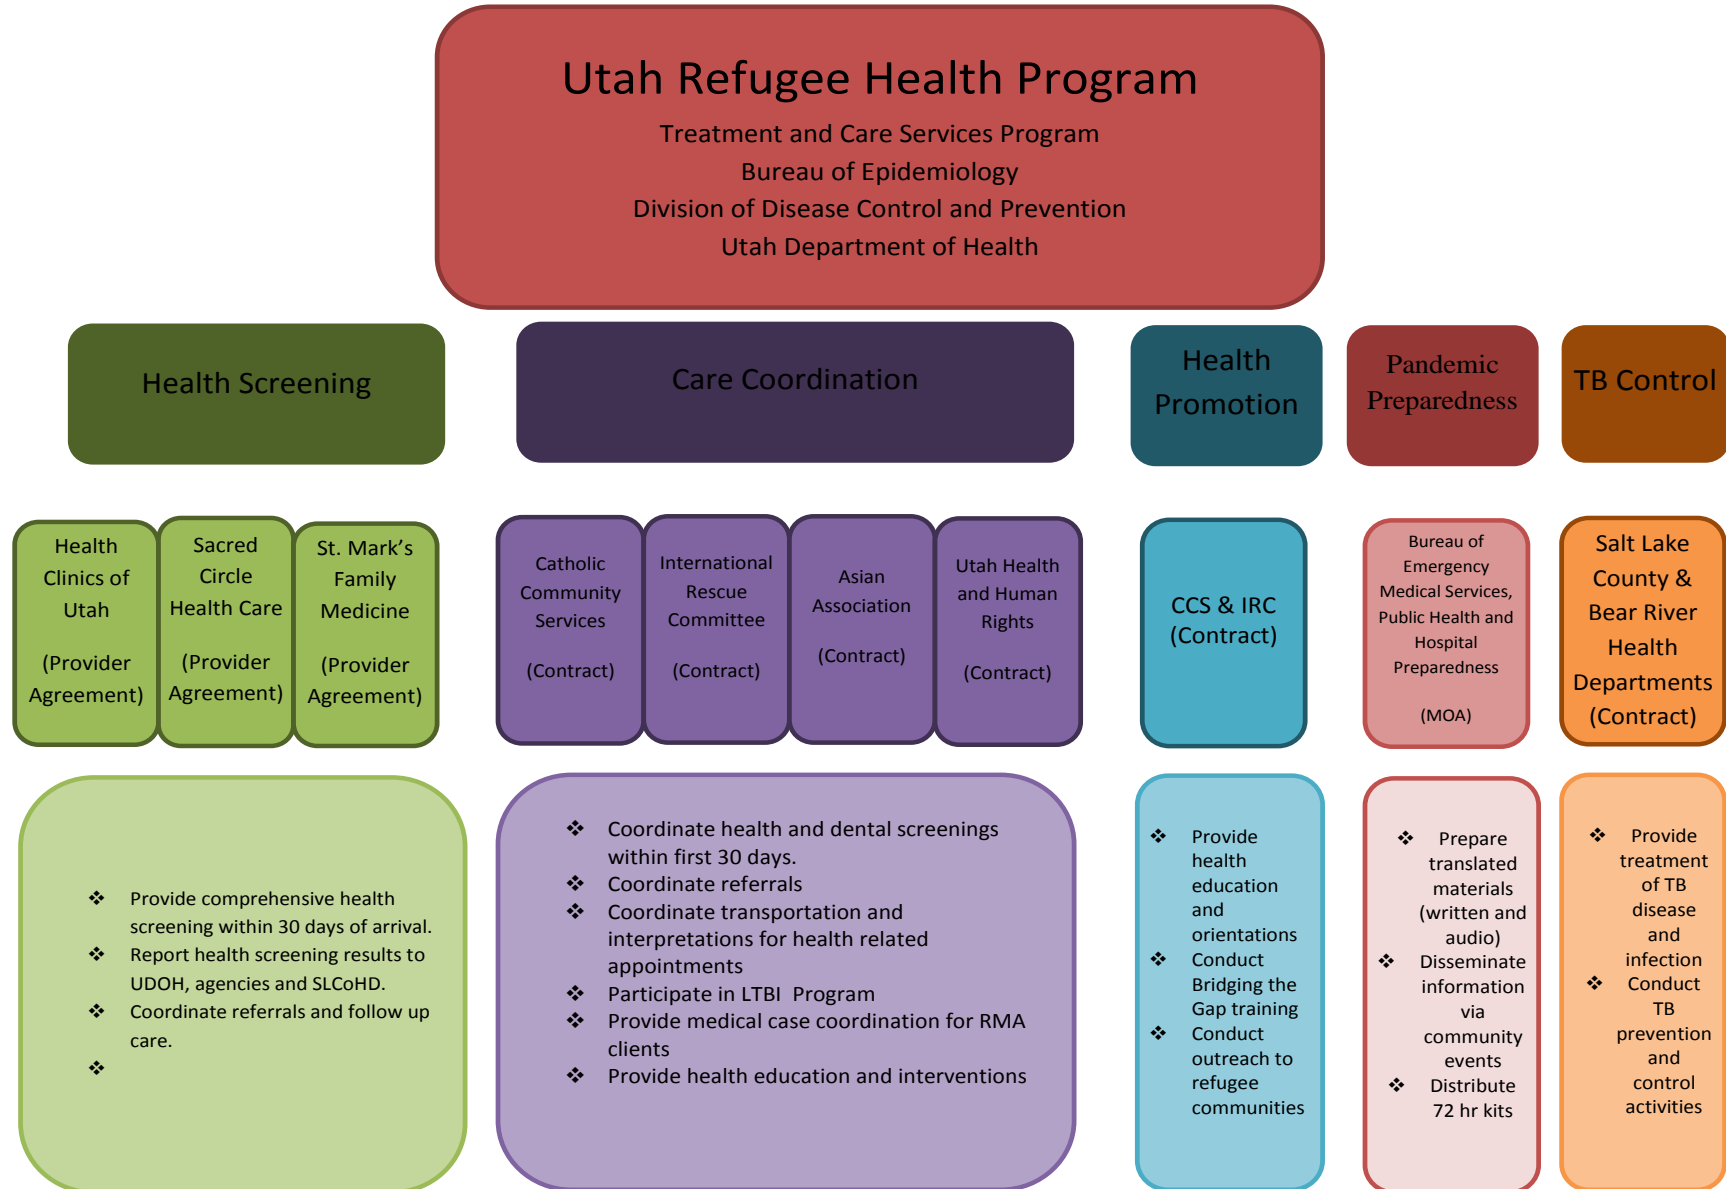 Utah Refugee Health Program
Treatment and Care Services Program
Bureau of Epidemiology
Division of Disease Control and Prevention
Utah Department of Health
Health Screening
Care Coordination
Health
Promotion
Pandemic
Preparedness
TB Control
Health
Clinics of
Utah
(Provider
Agreement)
Sacred
Circle
Health Care
(Provider
Agreement)
St. Mark’s
Family
Medicine
(Provider
Agreement)
Catholic
Community
Services
(Contract)
International
Rescue
Committee
(Contract)
Asian
Association
(Contract)
Utah Health
and Human
Rights
(Contract)
CCS & IRC
(Contract)
Bureau of
Emergency
Medical Services,
Public Health and
Hospital
Preparedness
(MOA)
Salt Lake
County &
Bear River
Health
Departments
(Contract)
❖ Provide comprehensive health
screening within 30 days of arrival.
❖ Report health screening results to
UDOH, agencies and SLCoHD.
❖ Coordinate referrals and follow up
care.
❖
❖ Coordinate health and dental screenings
within first 30 days.
❖ Coordinate referrals
❖ Coordinate transportation and
interpretations for health related
appointments
❖ Participate in LTBI Program
❖ Provide medical case coordination for RMA
clients
❖ Provide health education and interventions
❖ Provide
health
education
and
orientations
❖ Conduct
Bridging the
Gap training
❖ Conduct
outreach to
refugee
communities
❖ Prepare
translated
materials
(written and
audio)
❖ Disseminate
information
via
community
events
❖ Distribute
72 hr kits
❖ Provide
treatment
of TB
disease
and
infection
❖ Conduct
TB
prevention
and
control
activities